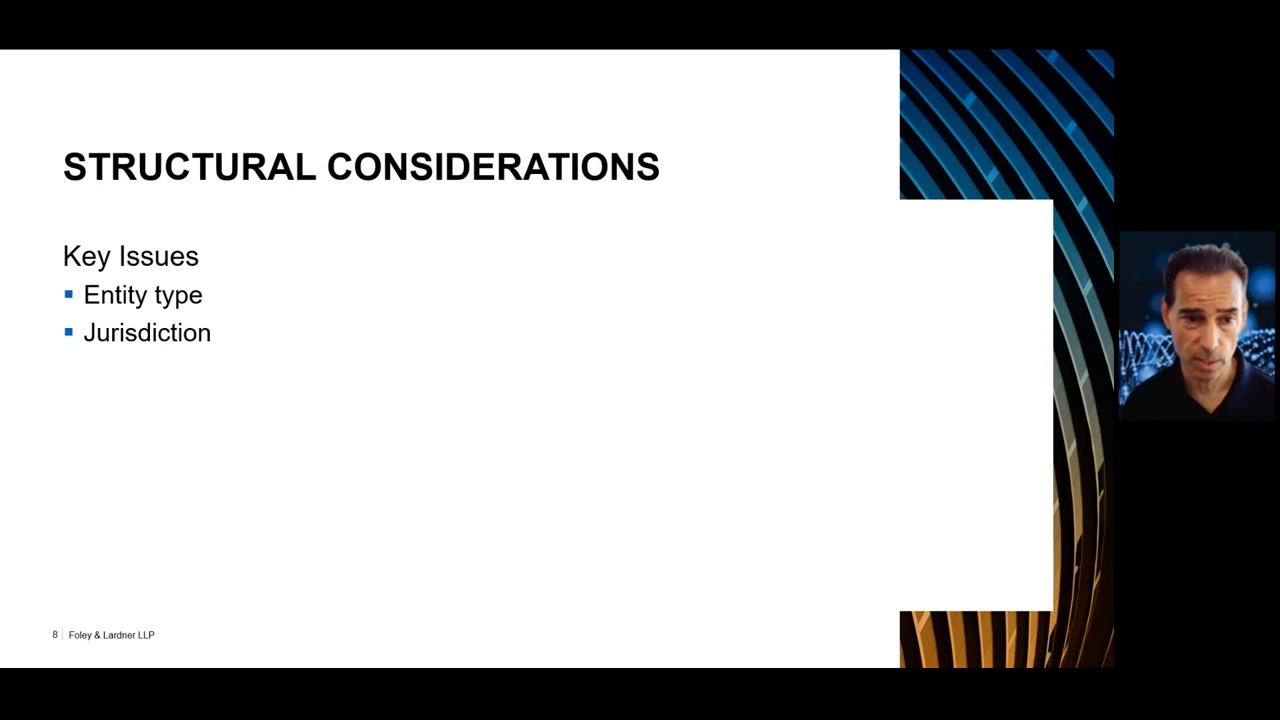 STRUCTURAL CONSIDERATIONS
Key Issues
Entity type
Jurisdiction
8 Foley & Lardner LLP